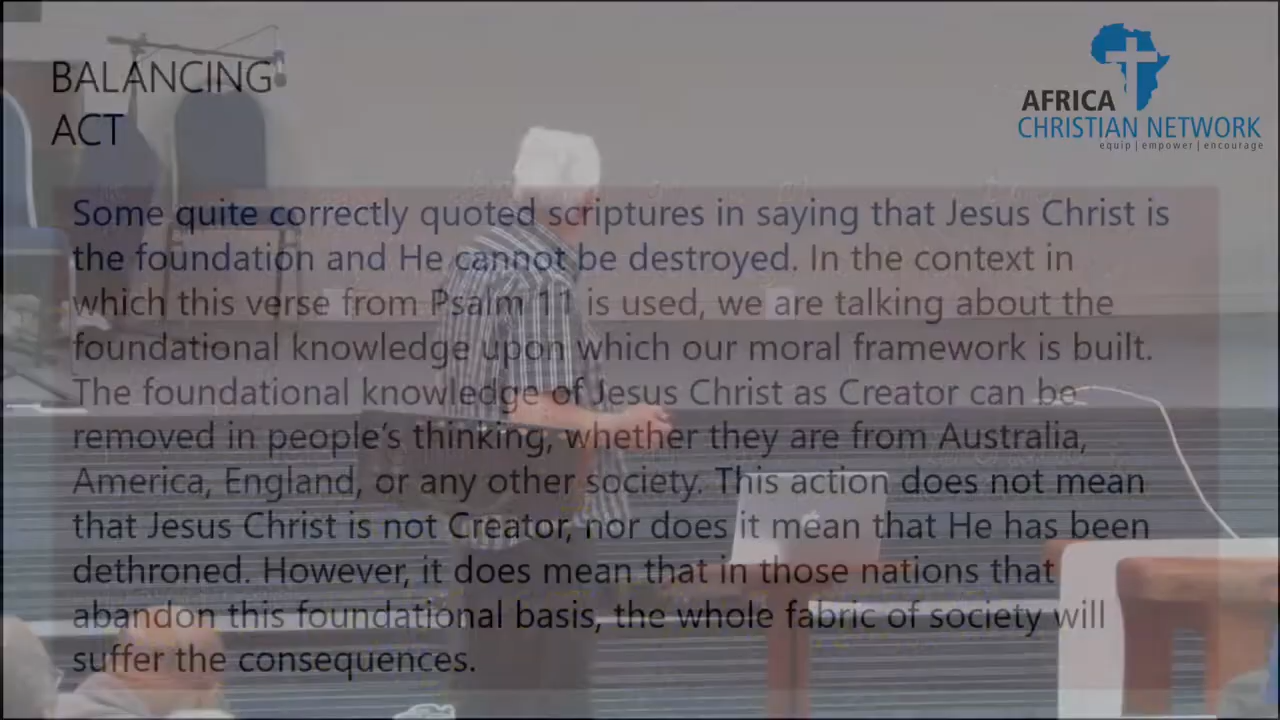 BALANCING
ACT
AFRICA
CHRISTIAN NETWORK
equip | empower | encourage
Some quite correctly quoted scriptures in saying that Jesus Christ is
the foundation and He cannot be destroyed. In the context in
which this verse from Psalm 11 is used, we are talking about the
foundational knowledge upon which our moral framework is built.
The foundational knowledge of Jesus Christ as Creator can be
removed in people's thinking, whether they are from Australia,
America, England, or any other society. This action does not mean
that Jesus Christ is not Creator, nor does it mean that He has been
dethroned. However, it does mean that in those nations that
abandon this foundational basis, the whole fabric of society will
suffer the consequences.